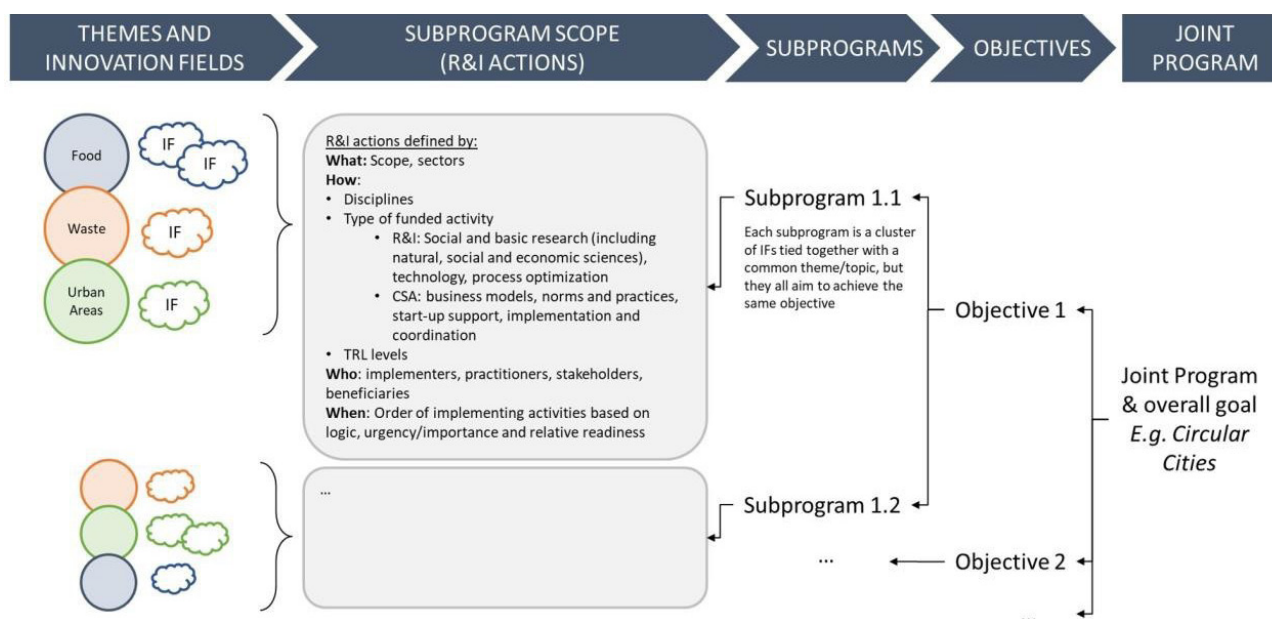 THEMES AND
INNOVATION FIELDS
SUBPROGRAM SCOPE
(R&I ACTIONS)
SUBPROGRAMS
OBJECTIVES
JOINT
PROGRAM
Food
IF
IF
Waste
IF
Urban
Areas
IF
R&I actions defined by:
What: Scope, sectors
How:
• Disciplines
• Type of funded activity
• R&I: Social and basic research (including
natural, social and economic sciences),
technology, process optimization
• CSA: business models, norms and practices,
start-up support, implementation and
coordination
• TRL levels
Who: implementers, practitioners, stakeholders,
beneficiaries
When: Order of implementing activities based on
logic, urgency/importance and relative readiness
...
Subprogram 1.1
Each subprogram is a cluster
of IFs tied together with a
common theme/topic, but
they all aim to achieve the
same objective
Subprogram 1.2
...
Objective 1
Objective 2
...
Joint Program
& overall goal
E.g. Circular
Cities